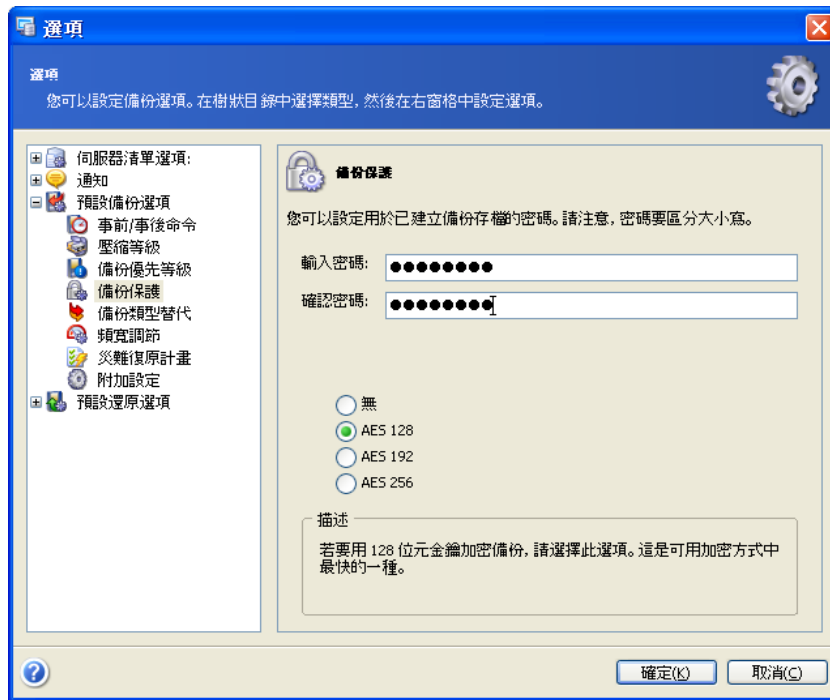 選項
選項
您可以設定備份選項。在樹狀目錄中選擇類型, 然後在右窗格中設定選項。
伺服器清單選項:
通知
預設備份選項
事前/事後命令
壓縮等級
備份優先等級
備份保護
備份類型替代
頻寬調節
災難復原計畫
附加設定
預設還原選項
備份保護
您可以設定用於已建立備份存檔的密碼。請注意, 密碼要區分大小寫。
輸入密碼:
確認密碼:
無
AES 128
AES 192
AES 256
描述
若要用 128 位元金鑰加密備份, 請選擇此選項。這是可用加密方式中
最快的一種。
確定(K)
取消(C)